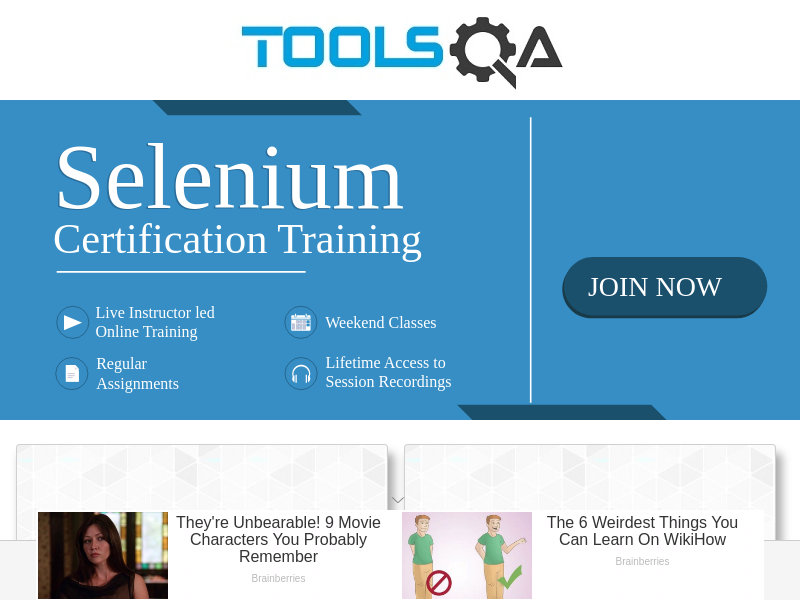 TOOLSQA
Selenium
Certification Training
JOIN NOW
Live Instructor led
Online Training
Weekend Classes
Regular
Assignments
Lifetime Access to
Session Recordings
They're Unbearable! 9 Movie
Characters You Probably
Remember
Brainberries
The 6 Weirdest Things You
Can Learn On WikiHow
Brainberries